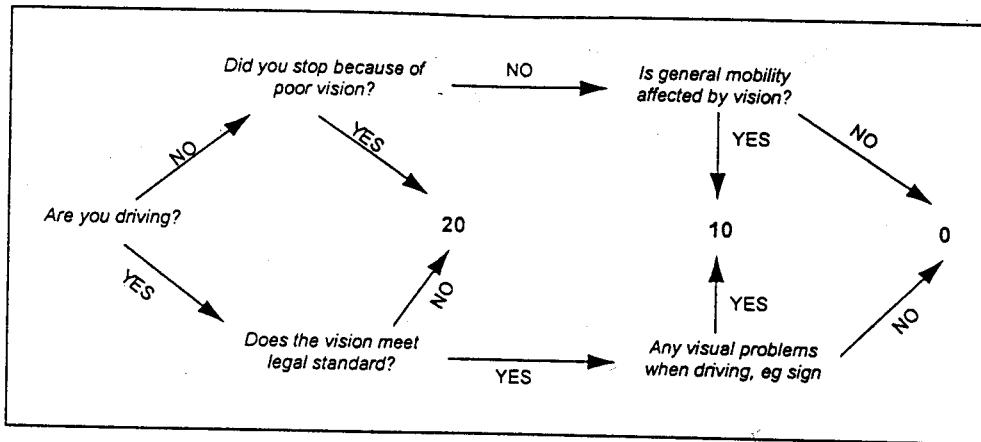 Did you stop because of
poor vision?
NO
Is general mobility
affected by vision?
YES
NO
YES
NO
Are you driving?
20
10
0
YES
NO
YES
NO
Does the vision meet
legal standard?
YES
Any visual problems
when driving, eg sign